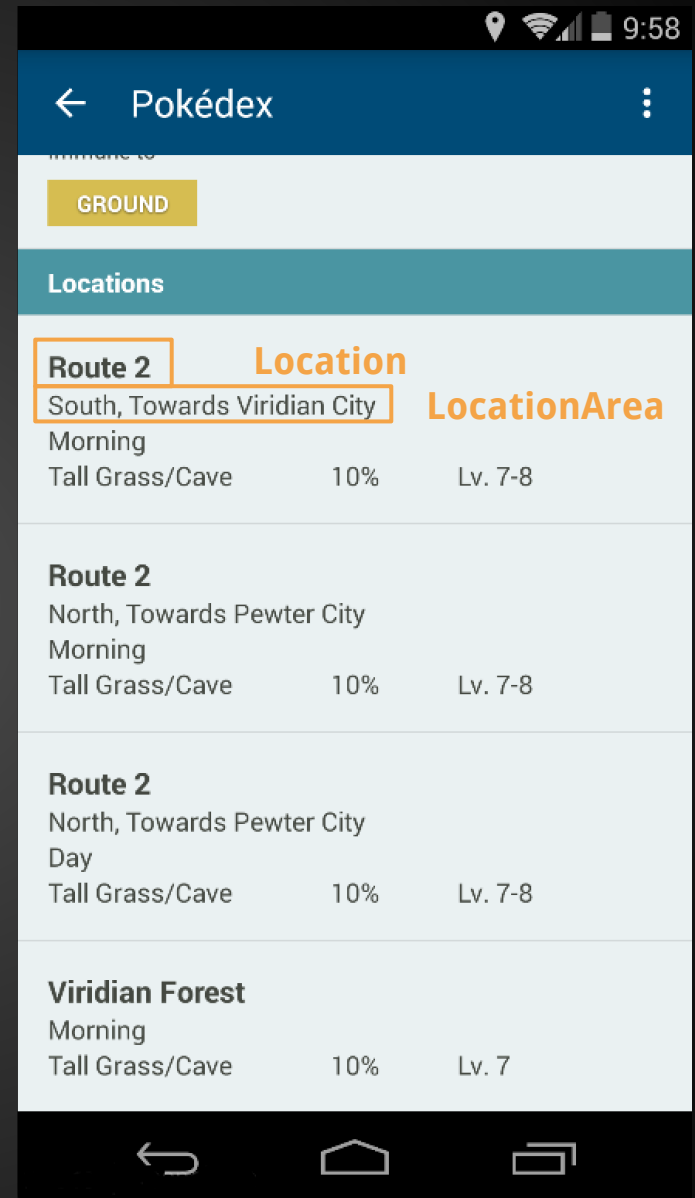 9:58
Pokédex
Immune to
GROUND
Locations
Route 2 Location
South, Towards Viridian City LocationArea
Morning
Tall Grass/Cave 10% Lv. 7-8
Route 2
North, Towards Pewter City
Morning
Tall Grass/Cave 10% Lv. 7-8
Route 2
North, Towards Pewter City
Day
Tall Grass/Cave 10% Lv. 7-8
Viridian Forest
Morning
Tall Grass/Cave 10% Lv. 7